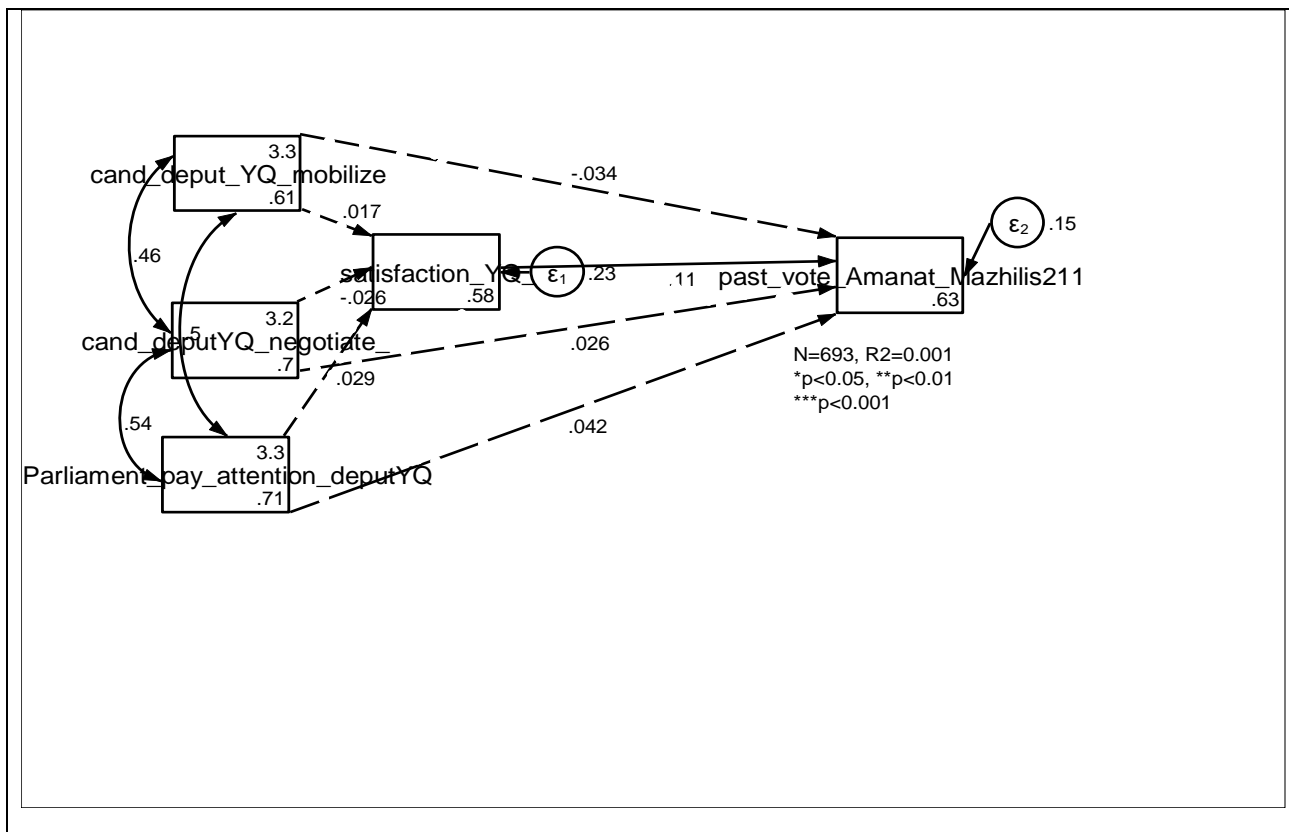 3.3
cand_deput_YQ_mobilize
.61
-.034
.017
ε₂ .15
.46
satisfaction_YQ_
ε₁ .23
.58
.11
past_vote_Amanat_Mazhilis211
.63
-.026
3.2
.5
cand_deputYQ_negotiate_
.7
.026
.029
N=693, R2=0.001
*p<0.05, **p<0.01
***p<0.001
.54
.042
3.3
Parliament_pay_attention_deputYQ
.71